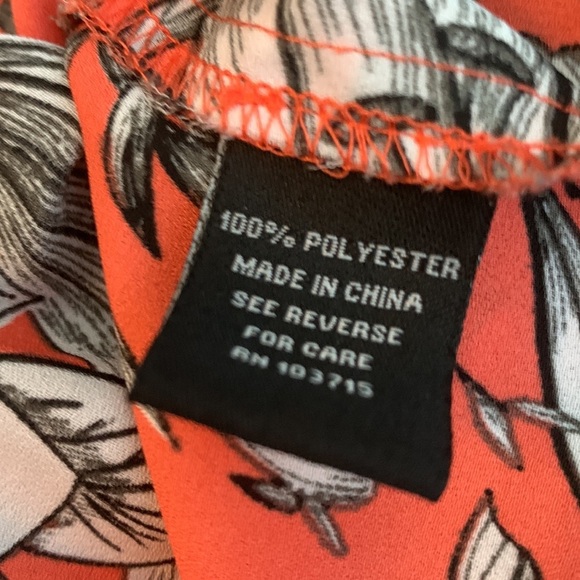 100% POLYESTER
MADE IN CHINA
SEE REVERSE
FOR CARE
RN 103715